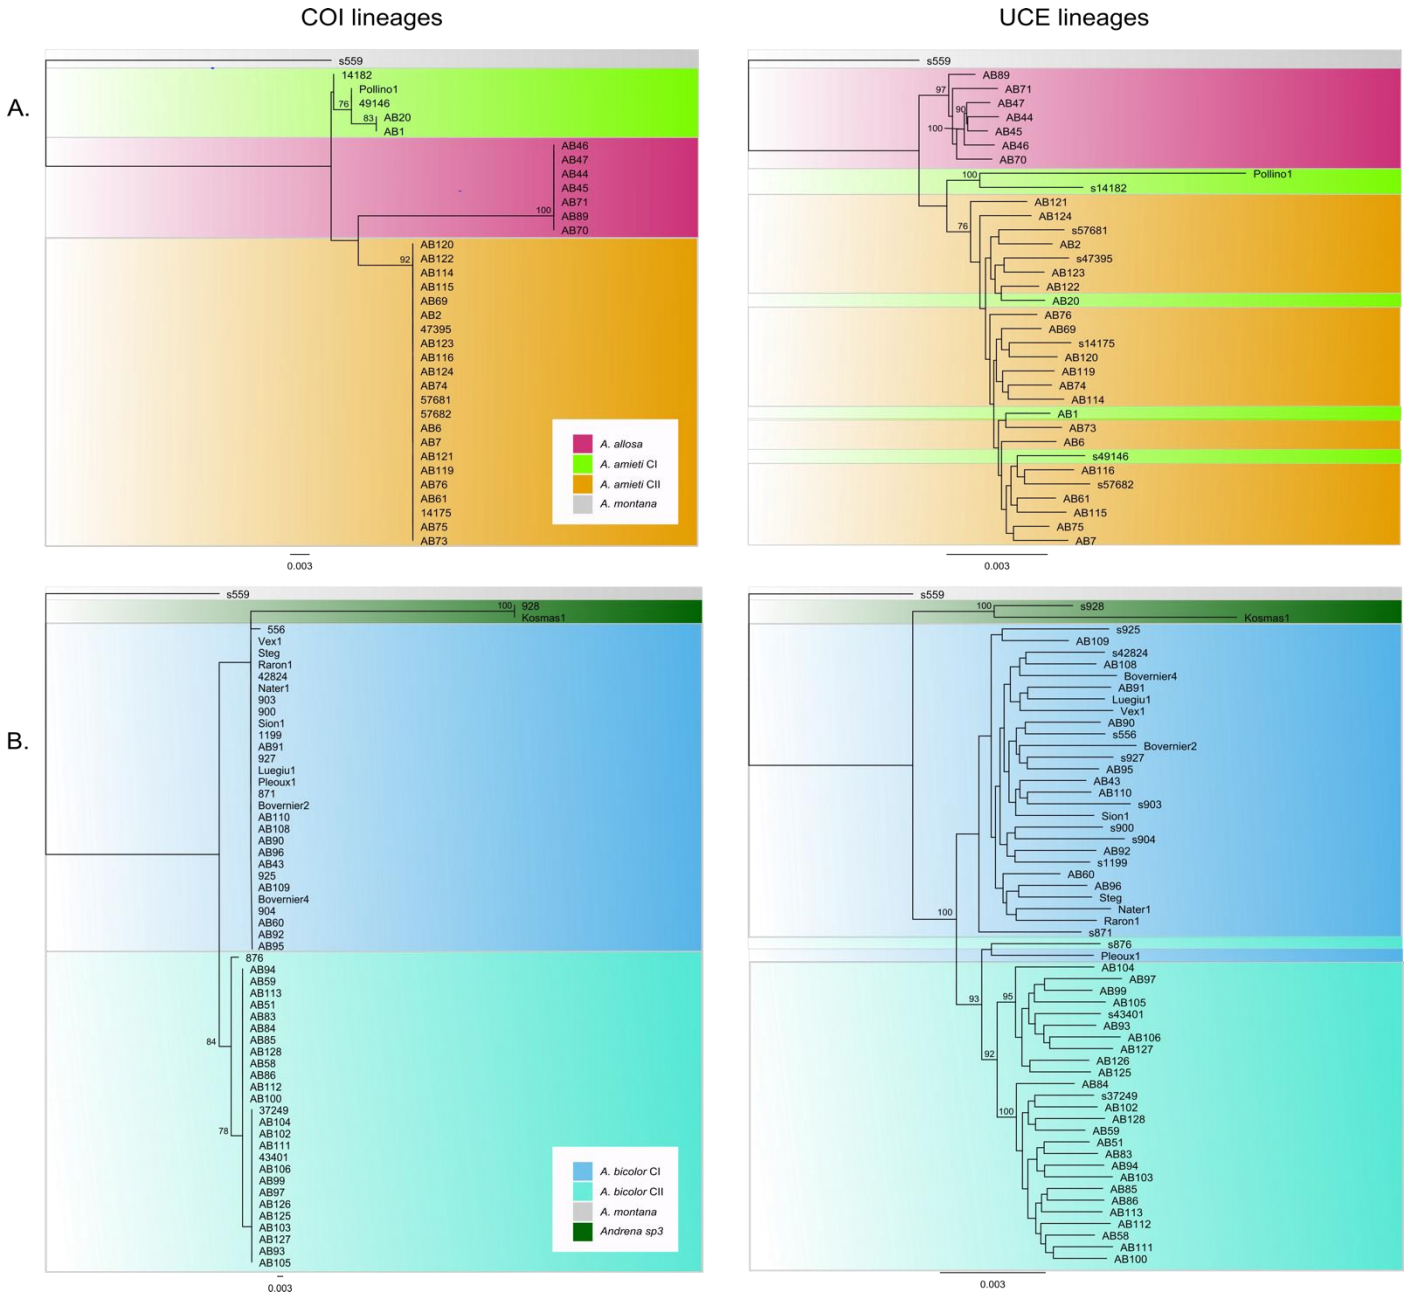 COI lineages
UCE lineages
A.
s559
14182
Pollino1
49146
76
83
AB20
AB1
AB46
AB47
AB44
AB45
AB71
AB89
AB70
100
AB120
AB122
92
AB114
AB115
AB69
AB2
47395
AB123
AB116
AB124
AB74
57681
57682
AB6
AB7
AB121
AB119
AB76
AB61
14175
AB75
AB73
A. allosa
A. amieti CI
A. amieti CII
A. montana
0.003
s559
AB89
97
AB71
AB47
90
AB44
100
AB45
AB46
AB70
100
Pollino1
s14182
AB121
AB124
76
s57681
AB2
s47395
AB123
AB122
AB20
AB76
AB69
s14175
AB120
AB119
AB74
AB114
AB1
AB73
AB6
s49146
AB116
s57682
AB61
AB115
AB75
AB7
0.003
B.
s559
100
928
Kosmas1
556
Vex1
Steg
Raron1
42824
Nater1
903
900
Sion1
1199
AB91
927
Luegiu1
Pleoux1
871
Bovernier2
AB110
AB108
AB90
AB96
AB43
925
AB109
Bovernier4
904
AB60
AB92
AB95
876
AB94
AB59
AB113
AB51
AB83
AB84
84
AB85
AB128
AB58
AB86
AB112
AB100
37249
AB104
78
AB102
AB111
43401
AB106
AB99
AB97
AB126
AB125
AB103
AB127
AB93
AB105
A. bicolor CI
A. bicolor CII
A. montana
Andrena sp3
0.003
s559
100
s928
Kosmas1
s925
AB109
s42824
AB108
Bovernier4
AB91
Luegiu1
Vex1
AB90
s556
Bovernier2
s927
AB95
AB43
AB110
s903
Sion1
s900
s904
AB92
s1199
AB60
AB96
Steg
Nater1
100
Raron1
s871
s876
Pleoux1
AB104
AB97
AB99
93
95
AB105
s43401
AB93
AB106
AB127
92
AB126
AB125
AB84
s37249
AB102
100
AB128
AB59
AB51
AB83
AB94
AB103
AB85
AB86
AB113
AB112
AB58
AB111
AB100
0.003